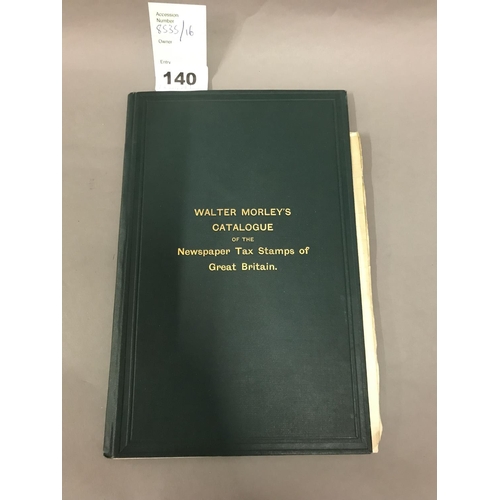 Accession
Number
8535/16
Owner
Entry
140
WALTER MORLEY'S
CATALOGUE
OF THE
Newspaper Tax Stamps of
Great Britain.